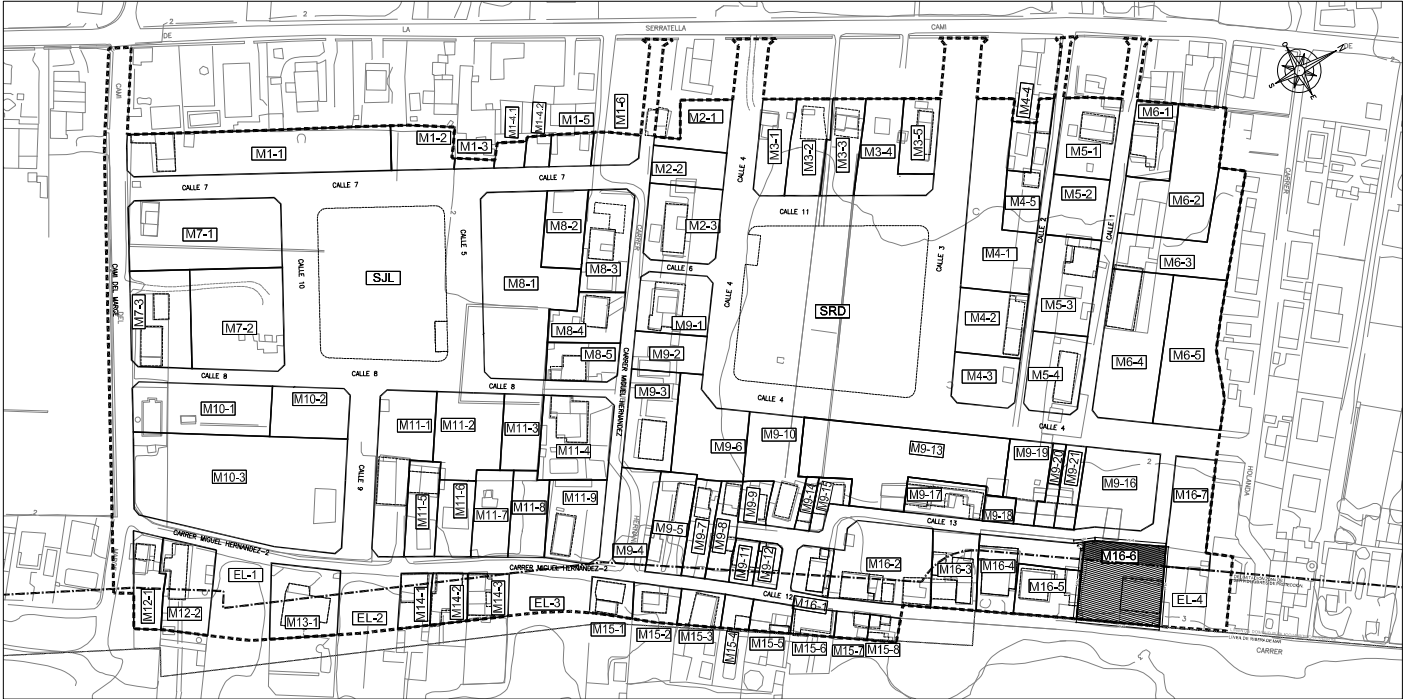 DE
LA
SERRATELLA
CAMI
DE
CAMI
DEL
M1-1
M1-2
M1-3
M1-4.1
M1-4.2
M1-5
M1-6
M2-1
M2-2
M2-3
M3-1
M3-2
M3-3
M3-4
M3-5
M4-4
M4-5
M5-1
M5-2
M6-1
M6-2
M6-3
CALLE 7
CALLE 7
CALLE 7
CALLE 4
CALLE 11
CALLE 2
CALLE 1
CARRER
M7-1
M7-2
M7-3
CALLE 10
SJL
CALLE 5
M8-1
M8-2
M8-3
M8-4
M8-5
CARRER
CALLE 6
CALLE 4
M9-1
M9-2
M9-3
SRD
CALLE 3
M4-1
M4-2
M4-3
M5-3
M5-4
M6-4
M6-5
CAMI DEL MARGE
CALLE 8
CALLE 8
CALLE 8
CARRER MIGUEL HERNANDEZ
CALLE 4
CALLE 4
HOLANDA
M10-1
M10-2
M10-3
CALLE 9
M11-1
M11-2
M11-3
M11-4
M11-5
M11-6
M11-7
M11-8
M11-9
M9-6
M9-10
M9-13
M9-19
M9-20
M9-21
M9-16
M16-7
M9-4
M9-5
M9-7
M9-8
M9-9
M9-14
M9-15
M9-17
M9-18
M9-11
M9-12
CALLE 13
CARRER MIGUEL HERNANDEZ-2
CARRER MIGUEL HERNANDEZ-2
CALLE 12
M12-1
M12-2
EL-1
M13-1
EL-2
M14-1
M14-2
M14-3
EL-3
M15-1
M15-2
M15-3
M15-4
M15-5
M15-6
M15-7
M15-8
M16-1
M16-2
M16-3
M16-4
M16-5
M16-6
EL-4
CARRER